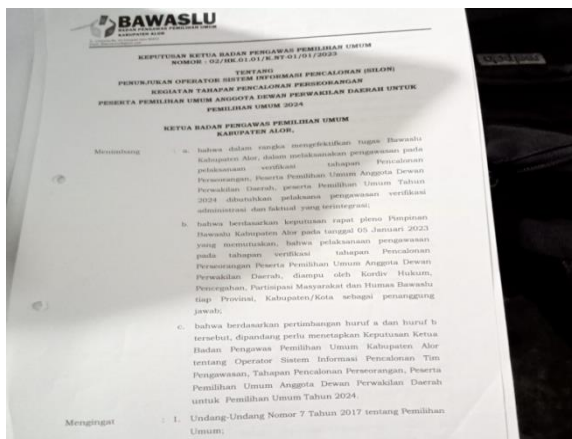 BAWASLU
BADAN PENGAWAS PEMILIHAN UMUM
KABUPATEN ALOR
KEPUTUSAN KETUA BADAN PENGAWAS PEMILIHAN UMUM
NOMOR : 02/HK.01.01/K.NT-01/01/2023
TENTANG
PENUNJUKAN OPERATOR SISTEM INFORMASI PENCALONAN (SILON)
KEGIATAN TAHAPAN PENCALONAN PERSEORANGAN
PESERTA PEMILIHAN UMUM ANGGOTA DEWAN PERWAKILAN DAERAH UNTUK
PEMILIHAN UMUM 2024
KETUA BADAN PENGAWAS PEMILIHAN UMUM
KABUPATEN ALOR,
Menimbang : a. bahwa dalam rangka mengefektifkan tugas Bawaslu
Kabupaten Alor, dalam melaksanakan pengawasan pada
pelaksanaan verifikasi tahapan Pencalonan
Perseorangan, Peserta Pemilihan Umum Anggota Dewan
Perwakilan Daerah, peserta Pemilihan Umum Tahun
2024 dibutuhkan pelaksana pengawasan verifikasi
administrasi dan faktual yang terintegrasi;
b. bahwa berdasarkan keputusan rapat pleno Pimpinan
Bawaslu Kabupaten Alor pada tanggal 05 Januari 2023
yang memutuskan, bahwa pelaksanaan pengawasan
pada tahapan verifikasi tahapan Pencalonan
Perseorangan Peserta Pemilihan Umum Anggota Dewan
Perwakilan Daerah, diampu oleh Kordiv Hukum,
Pencegahan, Partisipasi Masyarakat dan Humas Bawaslu
tiap Provinsi, Kabupaten/Kota sebagai penanggung
jawab;
c. bahwa berdasarkan pertimbangan huruf a dan huruf b
tersebut, dipandang perlu menetapkan Keputusan Ketua
Badan Pengawas Pemilihan Umum Kabupaten Alor
tentang Operator Sistem Informasi Pencalonan Tim
Pengawasan, Tahapan Pencalonan Perseorangan, Peserta
Pemilihan Umum Anggota Dewan Perwakilan Daerah
untuk Pemilihan Umum Tahun 2024.
Mengingat : 1. Undang-Undang Nomor 7 Tahun 2017 tentang Pemilihan
Umum;